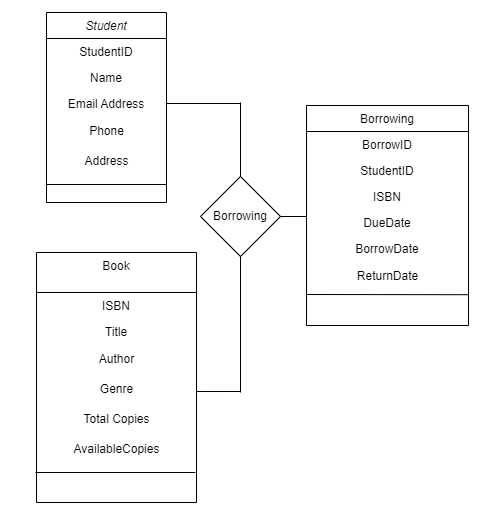 Student
StudentID
Name
Email Address
Phone
Address
Borrowing
Borrowing
BorrowID
StudentID
ISBN
DueDate
BorrowDate
ReturnDate
Book
ISBN
Title
Author
Genre
Total Copies
AvailableCopies